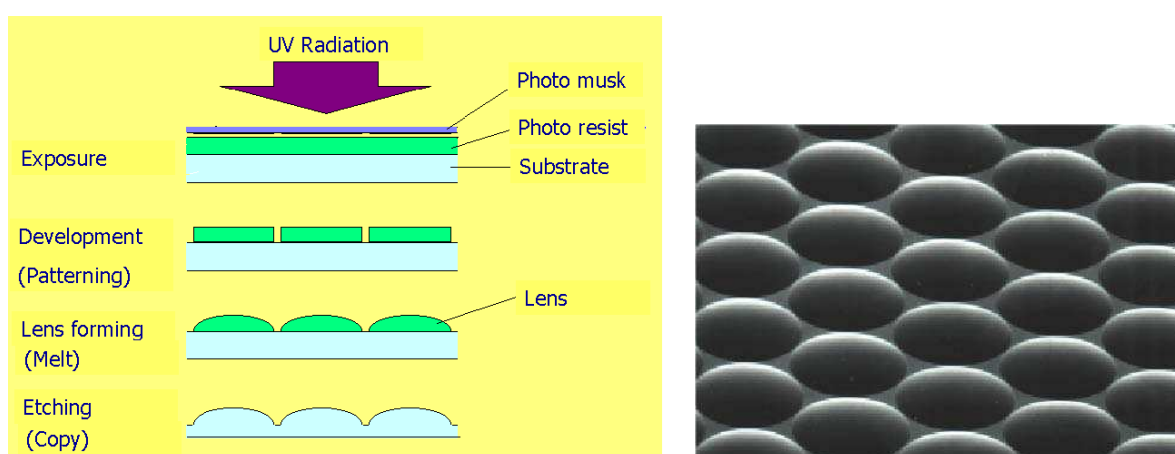 UV Radiation
Photo musk
Photo resist
Exposure
Substrate
Development
(Patterning)
Lens
Lens forming
(Melt)
Etching
(Copy)